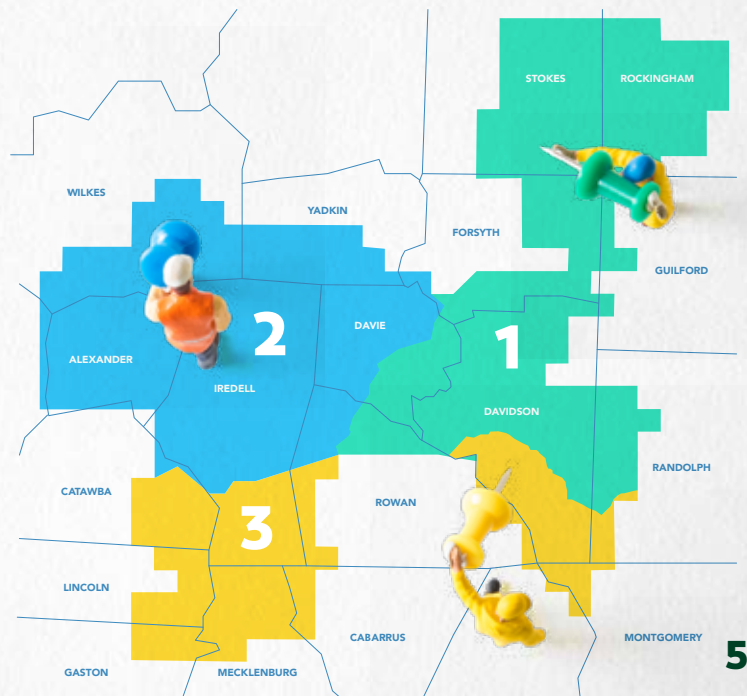 STOKES
ROCKINGHAM
WILKES
YADKIN
FORSYTH
GUILFORD
2
DAVIE
1
ALEXANDER
IREDELL
DAVIDSON
RANDOLPH
CATAWBA
3
ROWAN
LINCOLN
CABARRUS
MONTGOMERY
GASTON
MECKLENBURG
5